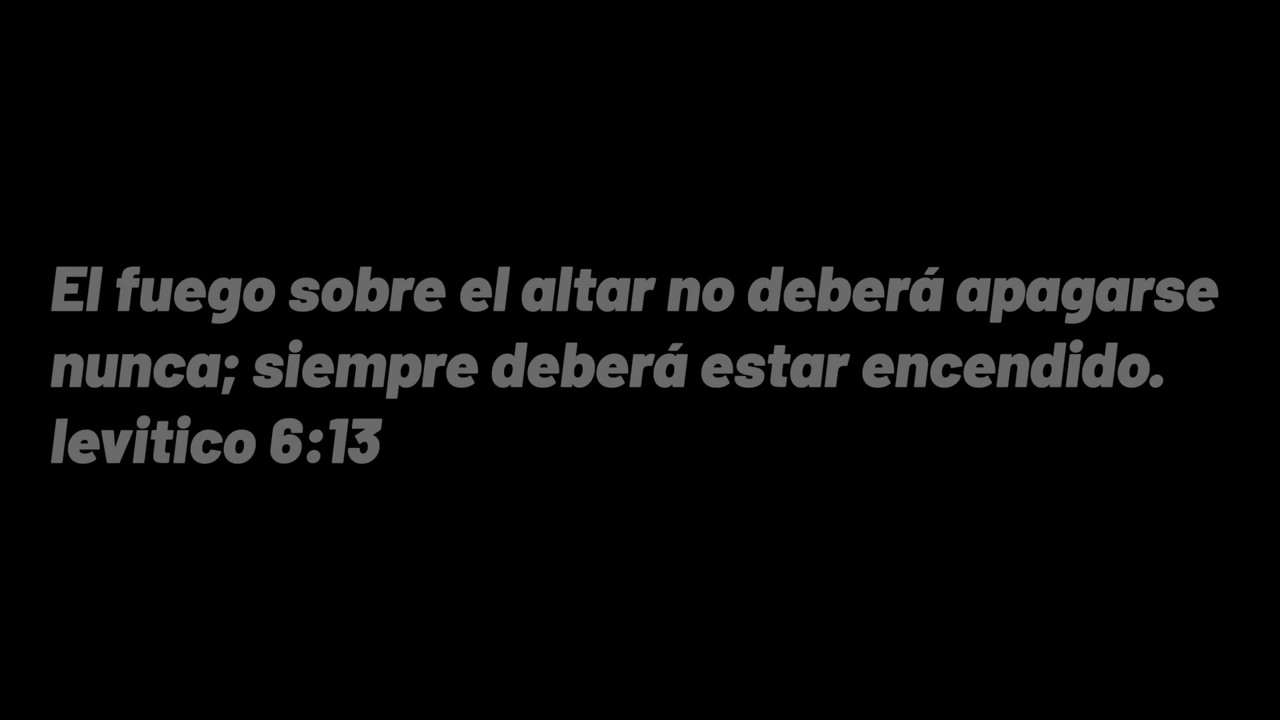 El fuego sobre el altar no deberá apagarse
nunca; siempre deberá estar encendido.
levitico 6:13